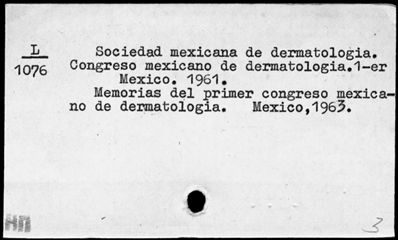 L
1076
Sociedad mexicana de dermatologia.
Congreso mexicano de dermatologia.1-er
Mexico. 1961.
Memorias del primer congreso mexica-
no de dermatologia. Mexico,1963.
НП
3